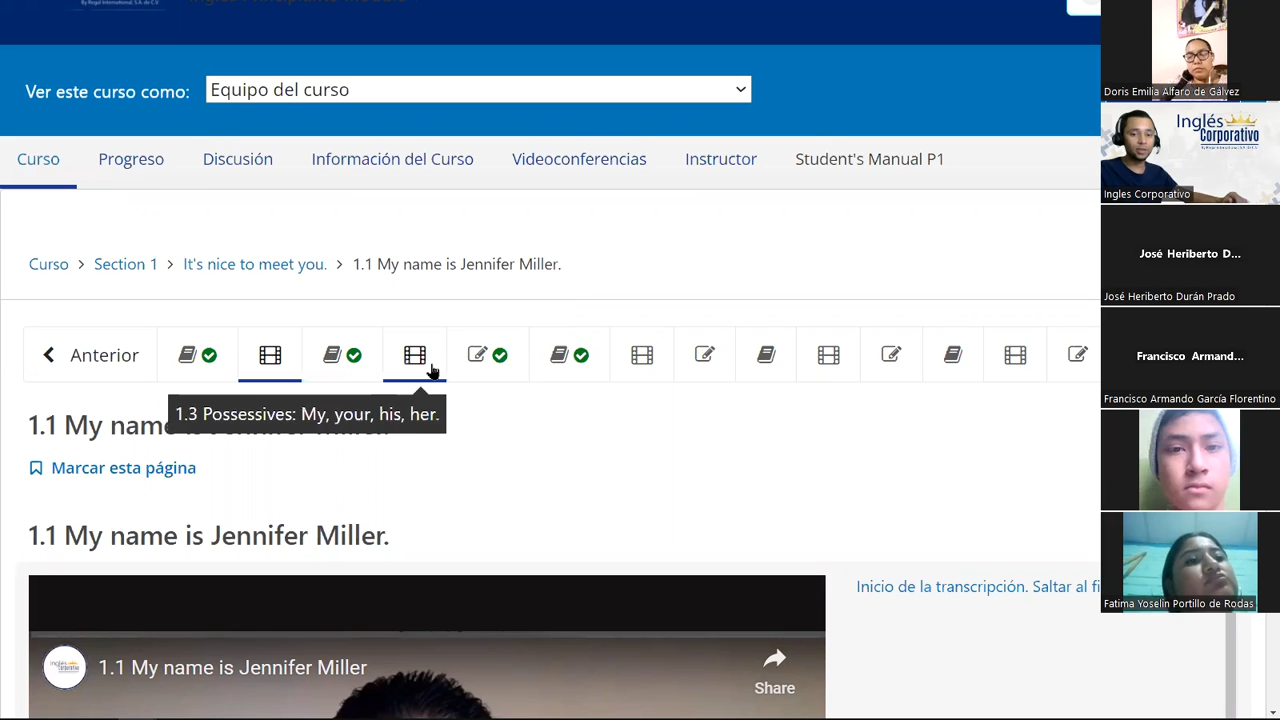 By Regal International, S.A. de C.V.
Ver este curso como:
Equipo del curso
Curso
Progreso
Discusión
Información del Curso
Videoconferencias
Instructor
Student's Manual P1
Curso > Section 1 > It's nice to meet you. > 1.1 My name is Jennifer Miller.
Anterior
1.3 Possessives: My, your, his, her.
1.1 My name
Marcar esta página
1.1 My name is Jennifer Miller.
Inicio de la transcripción. Saltar al fi
1.1 My name is Jennifer Miller
Share
Doris Emilia Alfaro de Gálvez
Inglés
Corporativo
Ingles Corporativo
José Heriberto D...
José Heriberto Durán Prado
Francisco Armand...
Francisco Armando García Florentino
Fatima Yoselin Portillo de Rodas